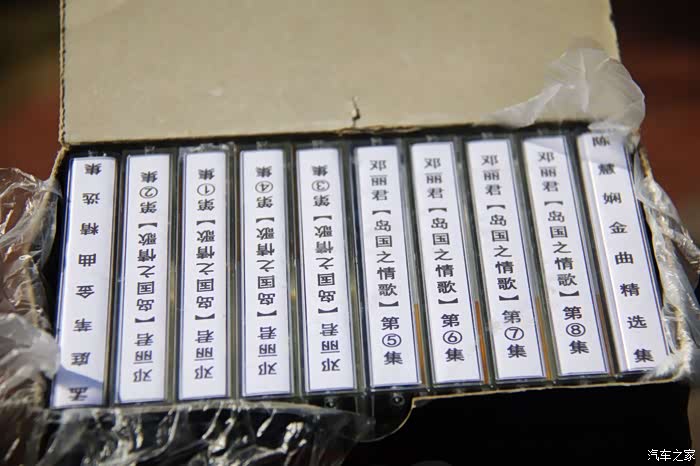 孟庭苇金曲精选集
邓丽君【岛国之情歌】第②集
邓丽君【岛国之情歌】第①集
邓丽君【岛国之情歌】第④集
邓丽君【岛国之情歌】第③集
邓丽君【岛国之情歌】第⑤集
邓丽君【岛国之情歌】第⑥集
邓丽君【岛国之情歌】第⑦集
邓丽君【岛国之情歌】第⑧集
陈慧娴金曲精选集
汽车之家